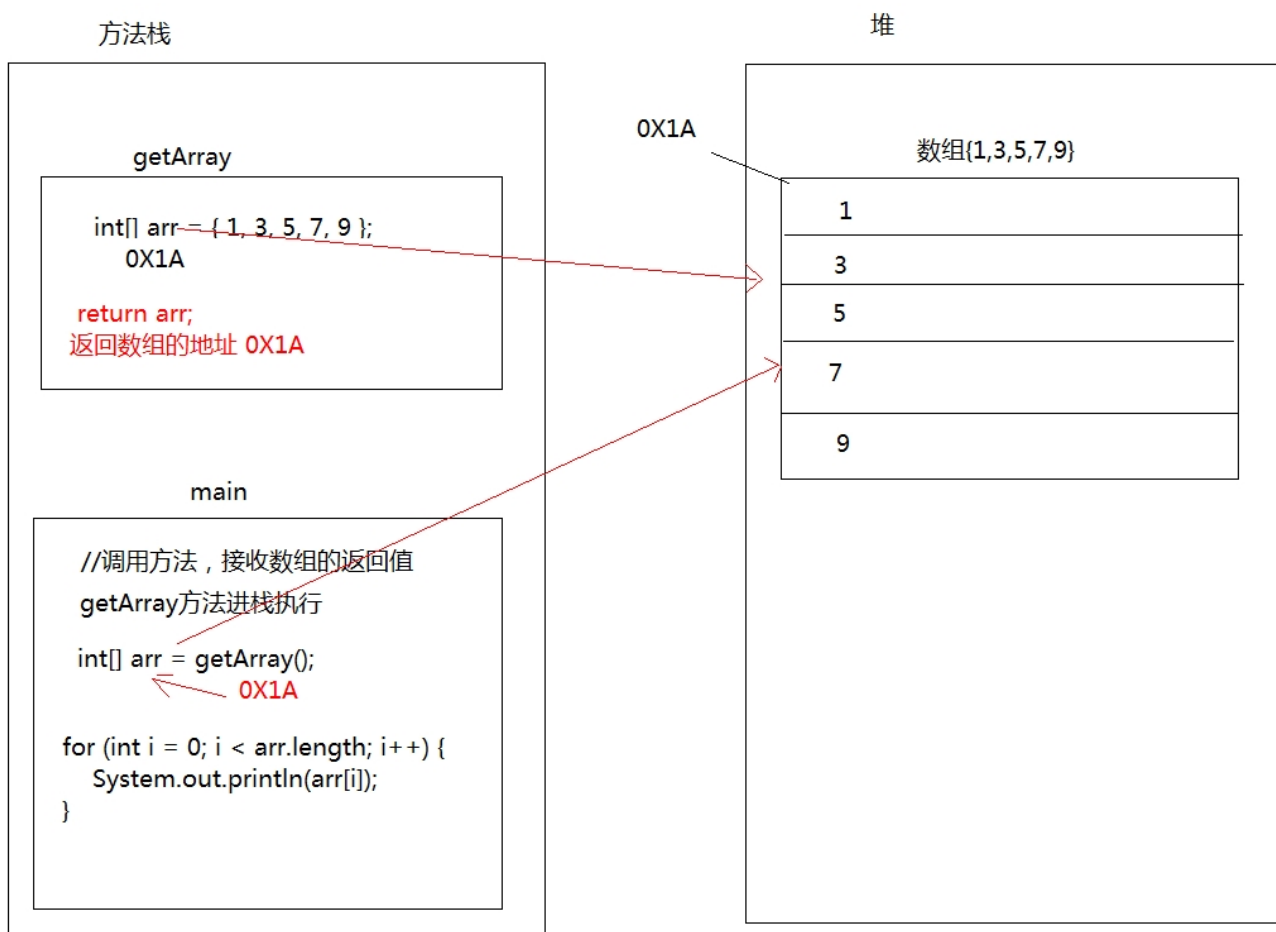 方法栈
getArray
int[] arr = { 1, 3, 5, 7, 9 };
0X1A
return arr;
返回数组的地址 0X1A
main
//调用方法，接收数组的返回值
getArray方法进栈执行
int[] arr = getArray();
0X1A
for (int i = 0; i < arr.length; i++) {
System.out.println(arr[i]);
}
堆
0X1A
数组{1,3,5,7,9}
1
3
5
7
9